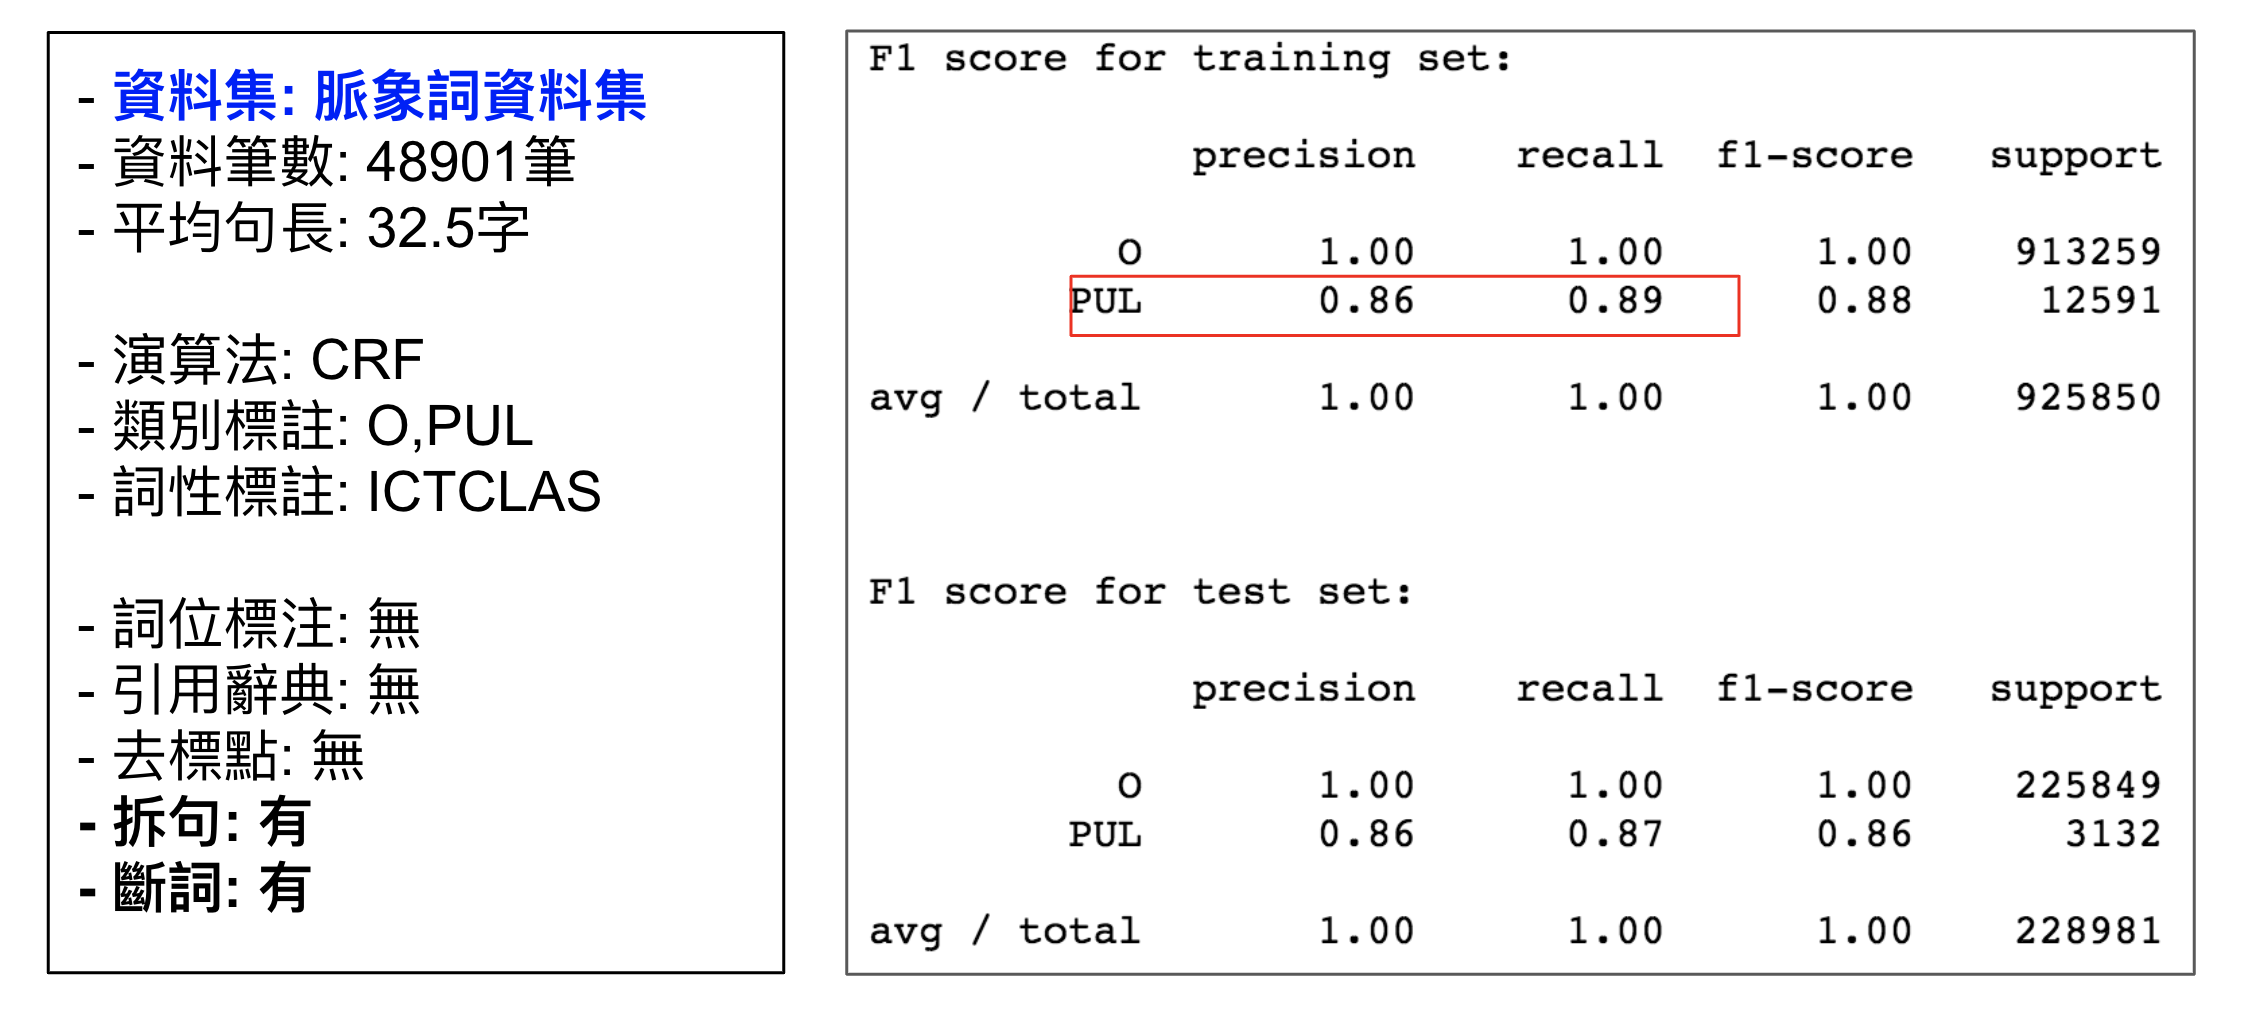 - 資料集: 脈象詞資料集
- 資料筆數: 48901筆
- 平均句長: 32.5字
- 演算法: CRF
- 類別標註: O,PUL
- 詞性標註: ICTCLAS
- 詞位標注: 無
- 引用辭典: 無
- 去標點: 無
- 拆句: 有
- 斷詞: 有
F1 score for training set:
precision recall f1-score support
O 1.00 1.00 1.00 913259
PUL 0.86 0.89 0.88 12591
avg / total 1.00 1.00 1.00 925850
F1 score for test set:
precision recall f1-score support
O 1.00 1.00 1.00 225849
PUL 0.86 0.87 0.86 3132
avg / total 1.00 1.00 1.00 228981